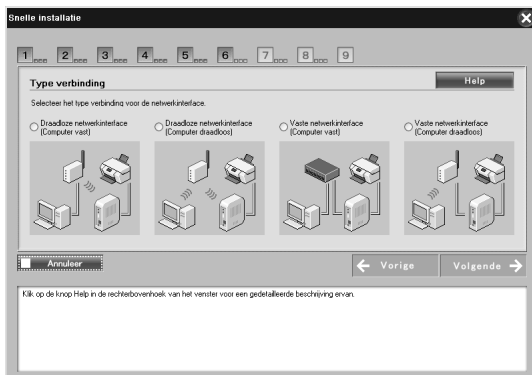 Snelle installatie
1 2 3 4 5 6 7 8 9
Type verbinding
Help
Selecteer het type verbinding voor de netwerkinterface.
Draadloze netwerkinterface
(Computer vast)
Draadloze netwerkinterface
(Computer draadloos)
Vaste netwerkinterface
(Computer vast)
Vaste netwerkinterface
(Computer draadloos)
Annuleer
Vorige
Volgende
Klik op de knop Help in de rechterbovenhoek van het venster voor een gedetailleerde beschrijving ervan.